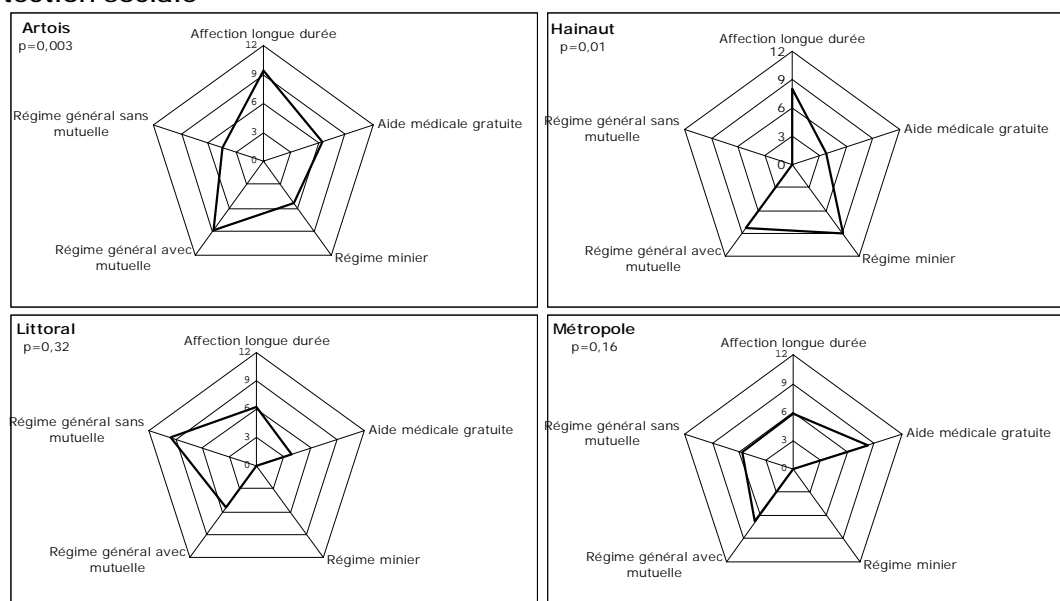 Artois
p=0,003
Affection longue durée
12
9
6
3
0
Régime général sans
mutuelle
Aide médicale gratuite
Régime général avec
mutuelle
Régime minier
Hainaut
p=0,01
Affection longue durée
12
9
6
3
0
Régime général sans
mutuelle
Aide médicale gratuite
Régime général avec
mutuelle
Régime minier
Littoral
p=0,32
Affection longue durée
12
9
6
3
0
Régime général sans
mutuelle
Aide médicale gratuite
Régime général avec
mutuelle
Régime minier
Métropole
p=0,16
Affection longue durée
12
9
6
3
0
Régime général sans
mutuelle
Aide médicale gratuite
Régime général avec
mutuelle
Régime minier